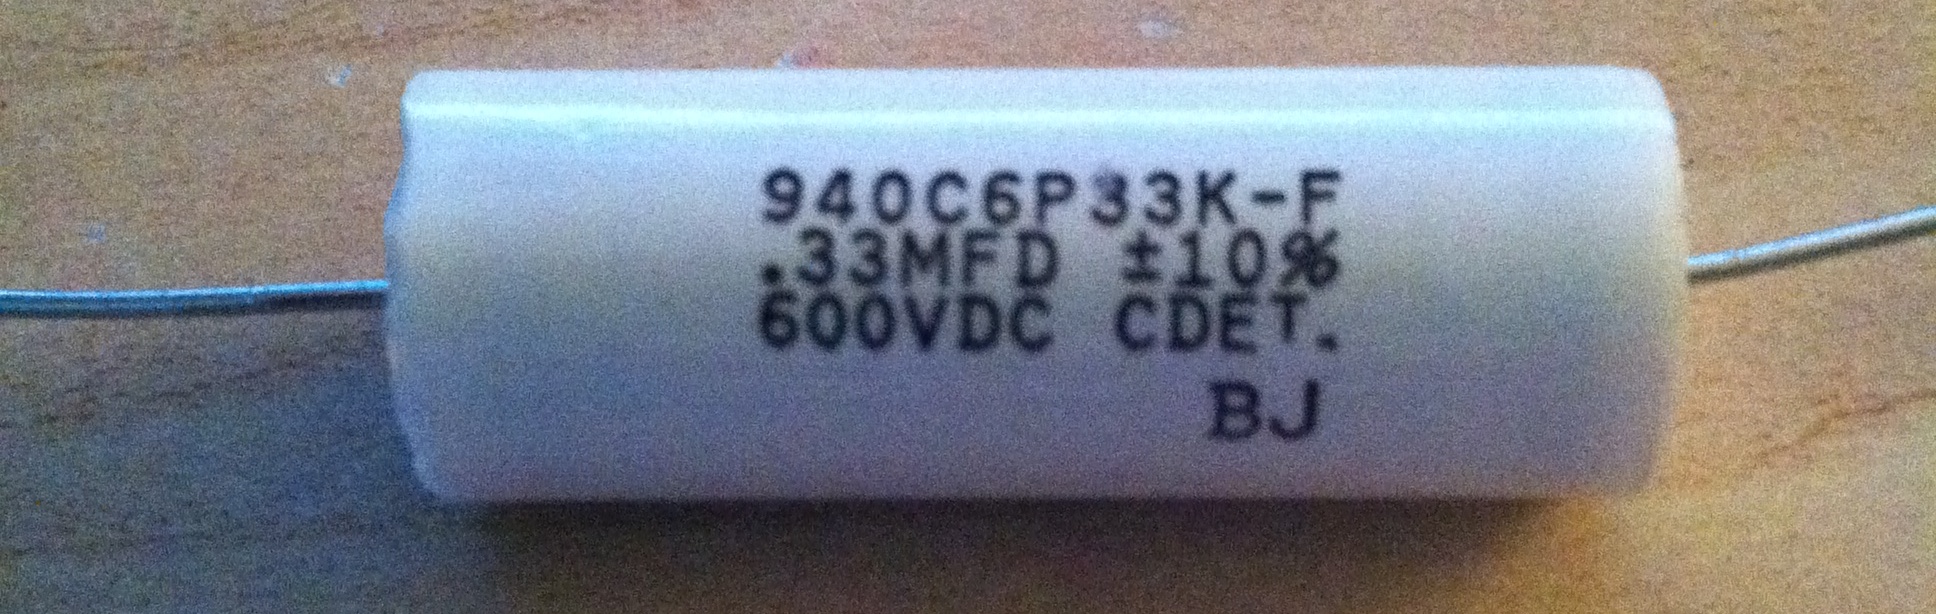 940C6P33K-F
.33MFD ±10%
600VDC CDET.
BJ